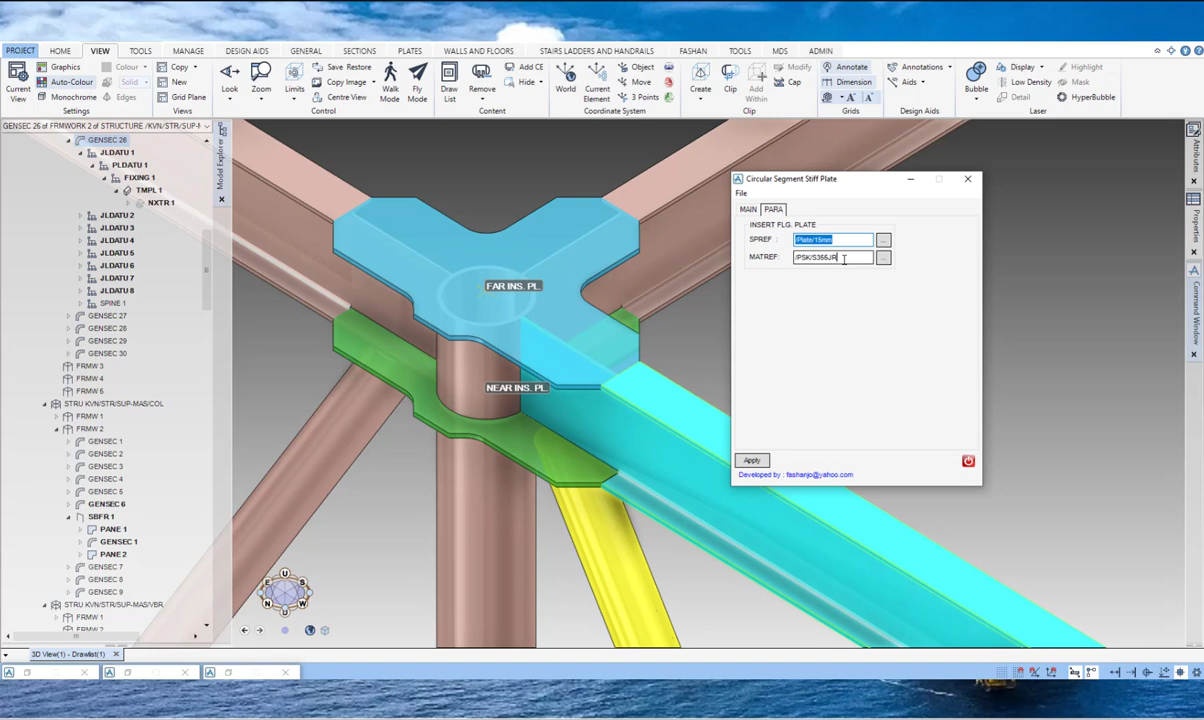 PROJECT HOME VIEW TOOLS MANAGE DESIGN AIDS GENERAL SECTIONS PLATES WALLS AND FLOORS STAIRS LADDERS AND HANDRAILS FASHAN TOOLS MDS ADMIN
Current View
Graphics
Auto-Colour
Monochrome
Colour
Solid
Edges
Settings
Copy
New
Grid Plane
Views
Look
Zoom
Limits
Save Restore
Copy Image
Centre View
Walk Mode
Fly Mode
Control
Draw List
Remove
Add CE
Hide
Content
World
Current Element
Object
Move
3 Points
Coordinate System
Create
Clip
Add Within
Modify
Cap
Clip
Annotate
Dimension
A A
Grids
Annotations
Aids
Design Aids
Bubble
Display
Low Density
Detail
Highlight
Mask
HyperBubble
Laser
GENSEC 26 of FRMWORK 2 of STRUCTURE /KVN/STR/SUP-M
GENSEC 26
JLDATU 1
PLDATU 1
FIXING 1
TMPL 1
NXTR 1
JLDATU 2
JLDATU 3
JLDATU 4
JLDATU 5
JLDATU 6
JLDATU 7
JLDATU 8
SPINE 1
GENSEC 27
GENSEC 28
GENSEC 29
GENSEC 30
FRMW 3
FRMW 4
FRMW 5
STRU KVN/STR/SUP-MAS/COL
FRMW 1
FRMW 2
GENSEC 1
GENSEC 2
GENSEC 3
GENSEC 4
GENSEC 5
GENSEC 6
SBFR 1
PANE 1
GENSEC 1
PANE 2
GENSEC 7
GENSEC 8
GENSEC 9
STRU KVN/STR/SUP-MAS/VBR
FRMW 1
FRMW 2
Model Explorer
FAR INS. PL.
NEAR INS. PL.
U
E S
N W
U
Circular Segment Stiff Plate
File
MAIN PARA
INSERT FLG. PLATE
SPREF : /Plate/15mm ...
MATREF: /PSK/S355JR ...
Apply
Developed by : fashanjo@yahoo.com
Attributes
Properties
Command Window
3D View(1) - Drawlist(1)